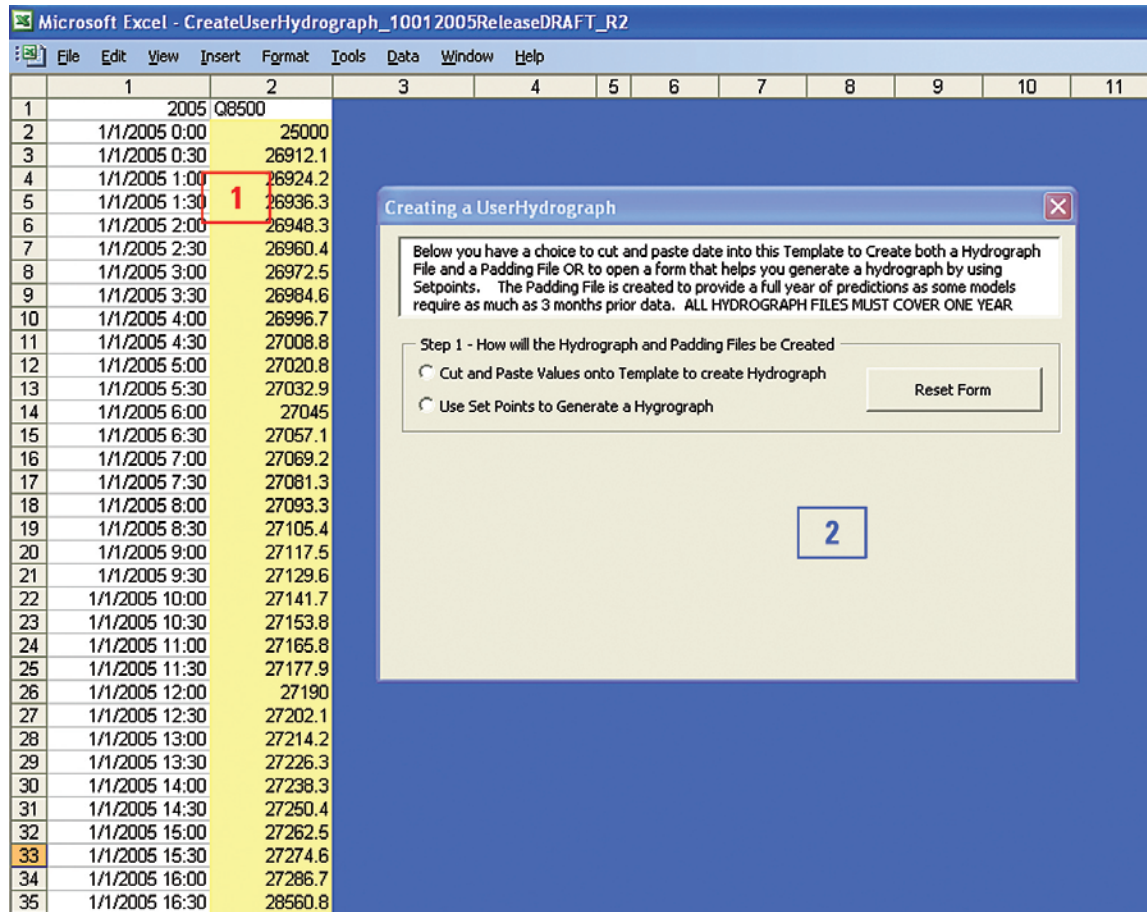 Microsoft Excel - CreateUserHydrograph_10012005ReleaseDRAFT_R2
File Edit View Insert Format Tools Data Window Help
1 2 3 4 5 6 7 8 9 10 11
1 2005 Q8500
2 1/1/2005 0:00 25000
3 1/1/2005 0:30 26912.1
4 1/1/2005 1:00 26924.2
5 1/1/2005 1:30 26936.3
6 1/1/2005 2:00 26948.3
7 1/1/2005 2:30 26960.4
8 1/1/2005 3:00 26972.5
9 1/1/2005 3:30 26984.6
10 1/1/2005 4:00 26996.7
11 1/1/2005 4:30 27008.8
12 1/1/2005 5:00 27020.8
13 1/1/2005 5:30 27032.9
14 1/1/2005 6:00 27045
15 1/1/2005 6:30 27057.1
16 1/1/2005 7:00 27069.2
17 1/1/2005 7:30 27081.3
18 1/1/2005 8:00 27093.3
19 1/1/2005 8:30 27105.4
20 1/1/2005 9:00 27117.5
21 1/1/2005 9:30 27129.6
22 1/1/2005 10:00 27141.7
23 1/1/2005 10:30 27153.8
24 1/1/2005 11:00 27165.8
25 1/1/2005 11:30 27177.9
26 1/1/2005 12:00 27190
27 1/1/2005 12:30 27202.1
28 1/1/2005 13:00 27214.2
29 1/1/2005 13:30 27226.3
30 1/1/2005 14:00 27238.3
31 1/1/2005 14:30 27250.4
32 1/1/2005 15:00 27262.5
33 1/1/2005 15:30 27274.6
34 1/1/2005 16:00 27286.7
35 1/1/2005 16:30 28560.8
1
Creating a UserHydrograph
Below you have a choice to cut and paste date into this Template to Create both a Hydrograph
File and a Padding File OR to open a form that helps you generate a hydrograph by using
Setpoints. The Padding File is created to provide a full year of predictions as some models
require as much as 3 months prior data. ALL HYDROGRAPH FILES MUST COVER ONE YEAR
Step 1 - How will the Hydrograph and Padding Files be Created
Cut and Paste Values onto Template to create Hydrograph
Use Set Points to Generate a Hygrograph
Reset Form
2